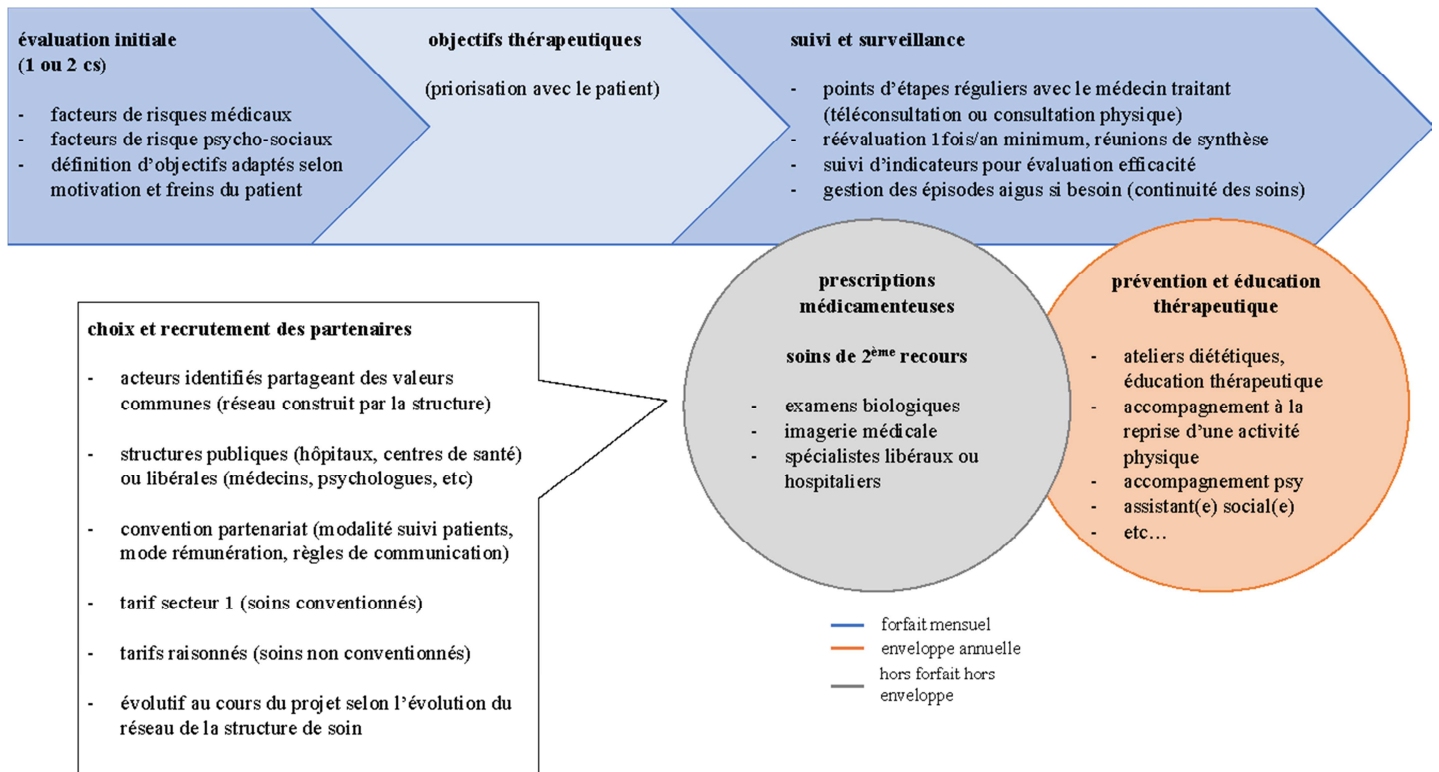 évaluation initiale
(1 ou 2 cs)
- facteurs de risques médicaux
- facteurs de risque psycho-sociaux
- définition d'objectifs adaptés selon
motivation et freins du patient
objectifs thérapeutiques
(priorisation avec le patient)
suivi et surveillance
- points d'étapes réguliers avec le médecin traitant
(téléconsultation ou consultation physique)
- réévaluation 1fois/an minimum, réunions de synthèse
- suivi d'indicateurs pour évaluation efficacité
- gestion des épisodes aigus si besoin (continuité des soins)
choix et recrutement des partenaires
- acteurs identifiés partageant des valeurs
communes (réseau construit par la structure)
- structures publiques (hôpitaux, centres de santé)
ou libérales (médecins, psychologues, etc)
- convention partenariat (modalité suivi patients,
mode rémunération, règles de communication)
- tarif secteur 1 (soins conventionnés)
- tarifs raisonnés (soins non conventionnés)
- évolutif au cours du projet selon l'évolution du
réseau de la structure de soin
prescriptions
médicamenteuses
soins de 2ème recours
- examens biologiques
- imagerie médicale
- spécialistes libéraux ou
hospitaliers
prévention et éducation
thérapeutique
- ateliers diététiques,
éducation thérapeutique
- accompagnement à la
reprise d'une activité
physique
- accompagnement psy
- assistant(e) social(e)
- etc…
forfait mensuel
enveloppe annuelle
hors forfait hors
enveloppe